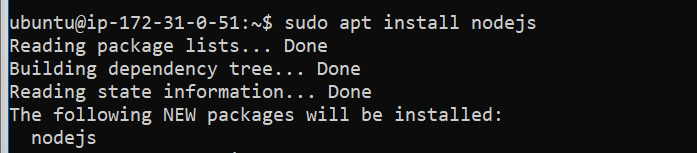 ubuntu@ip-172-31-0-51:~$ sudo apt install nodejs
Reading package lists... Done
Building dependency tree... Done
Reading state information... Done
The following NEW packages will be installed:
  nodejs